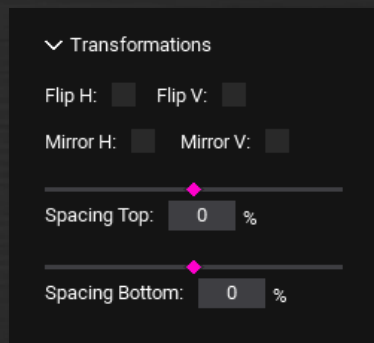 Transformations
Flip H: Flip V:
Mirror H: Mirror V:
Spacing Top: 0 %
Spacing Bottom: 0 %